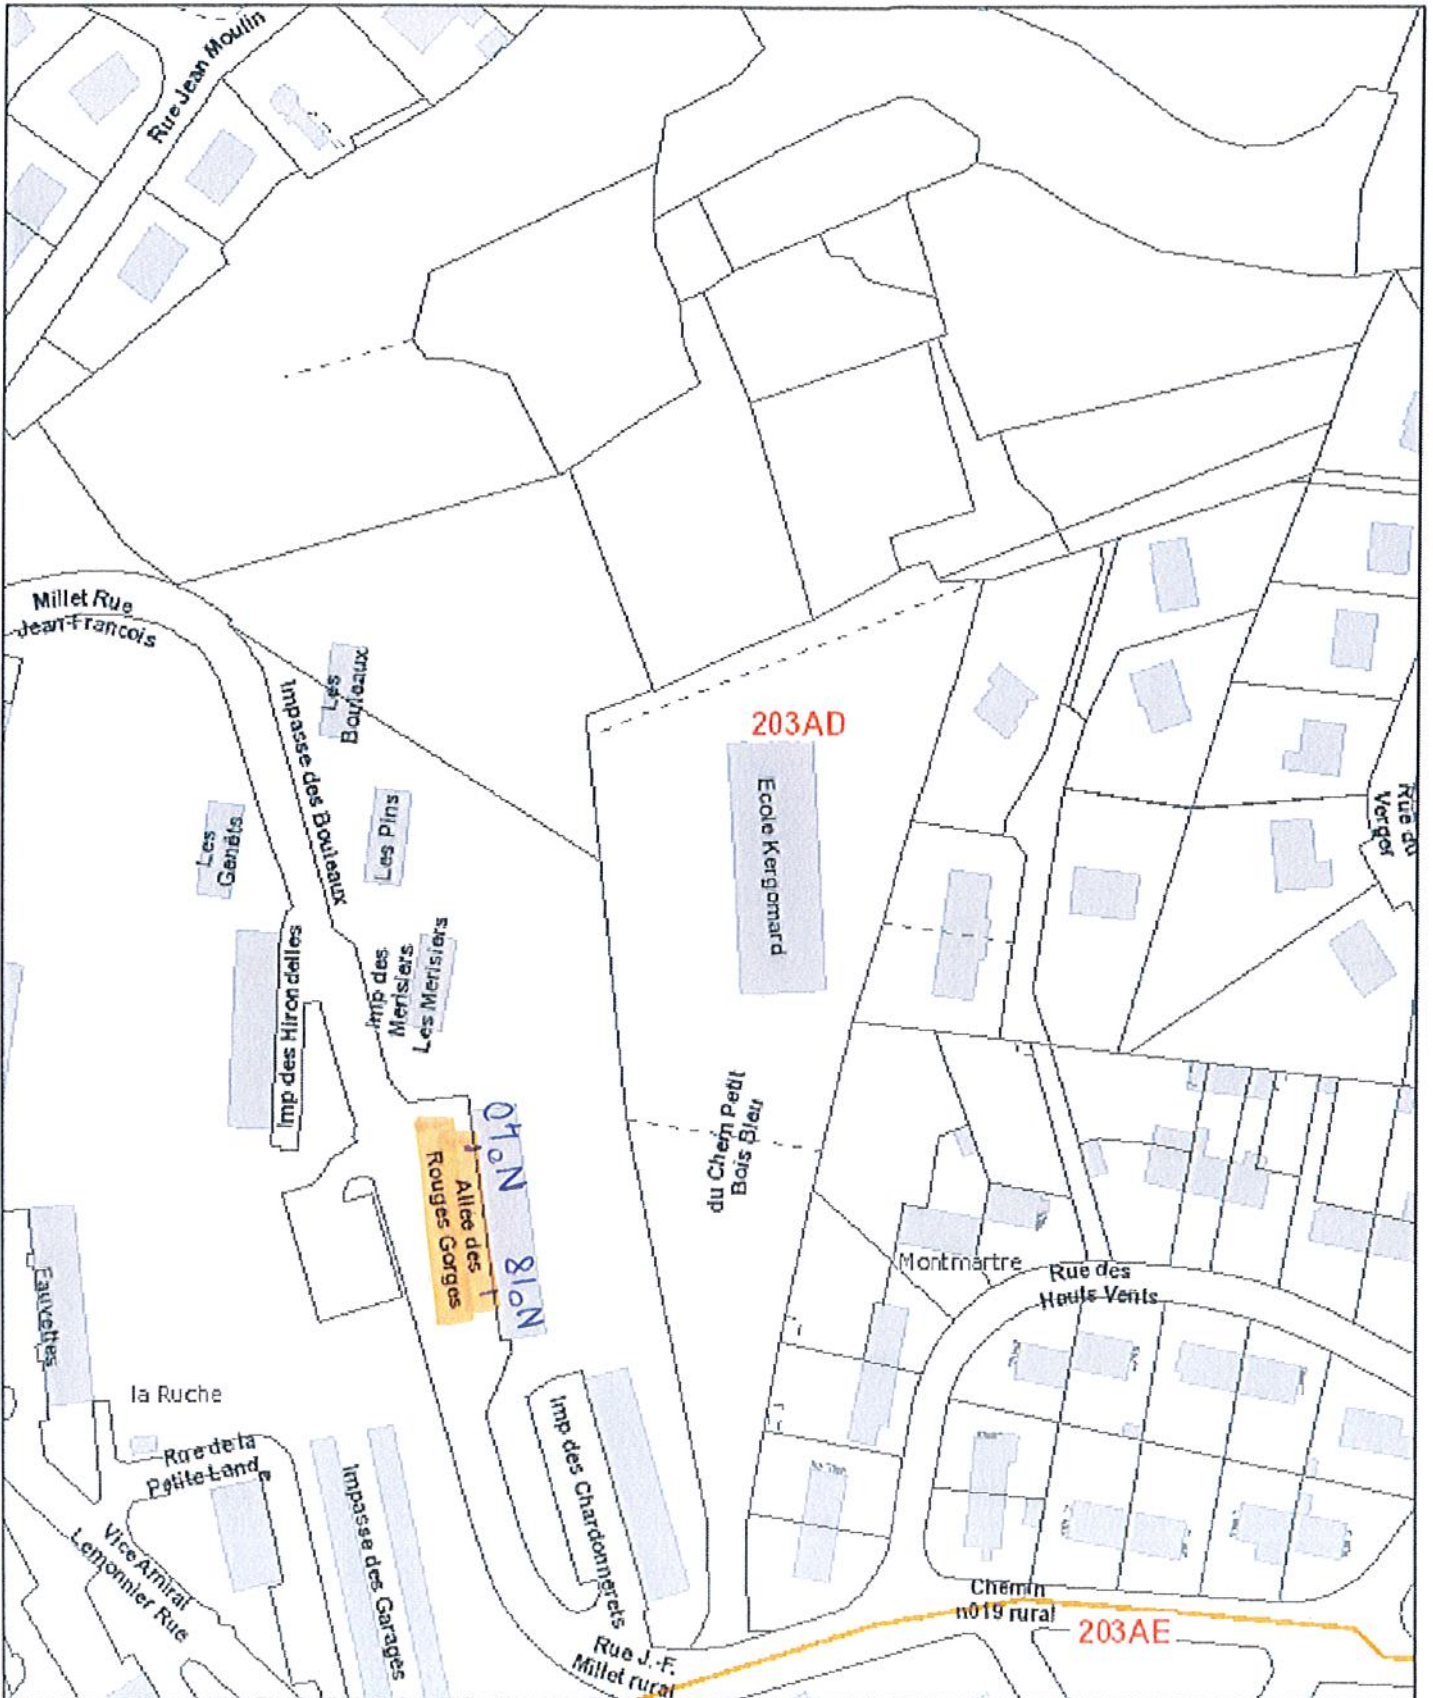 Rue Jean Moulin
Millet Rue
Jean-Francois
Les
Bouleaux
Impasse des Bouleaux
203AD
Ecole Kergomard
Les Pins
Les
Genêts
Rue du
Verger
Imp des Hirondelles
Imp des
Merisiers
Les Merisiers
N°40
N°18
Allée des
Rouges Gorges
du Chem Petit
Bois Bleu
Montmartre
Rue des
Hauts Vents
Fauvettes
la Ruche
Rue de la
Petite Lande
Imp des Chardonnerets
Impasse des Garages
Vice Amiral
Lemonnier Rue
Chemin
n019 rural
203AE
Rue J.-F.
Millet rural